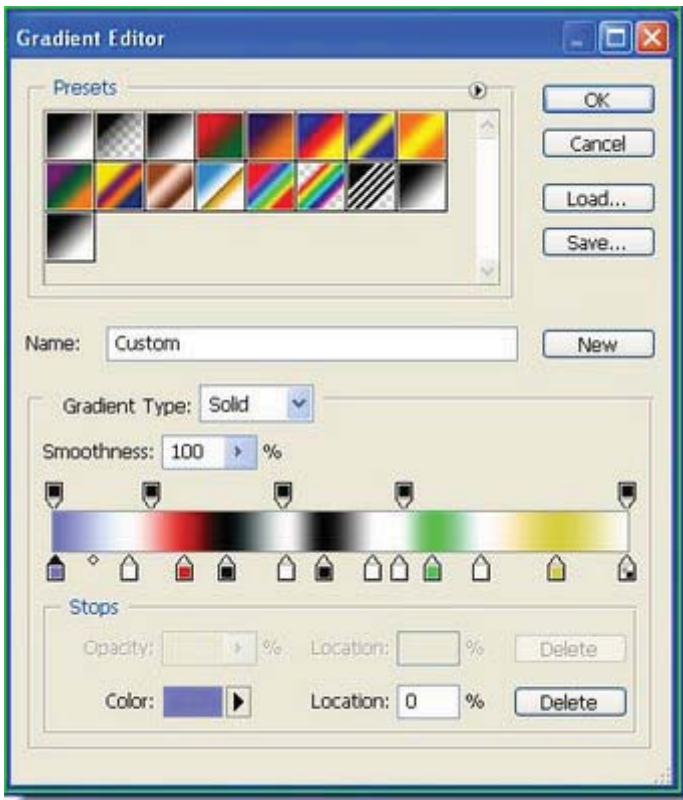 Gradient Editor
Presets
OK
Cancel
Load...
Save...
Name: Custom New
Gradient Type: Solid
Smoothness: 100 %
Stops
Opacity: % Location: % Delete
Color: Location: 0 % Delete